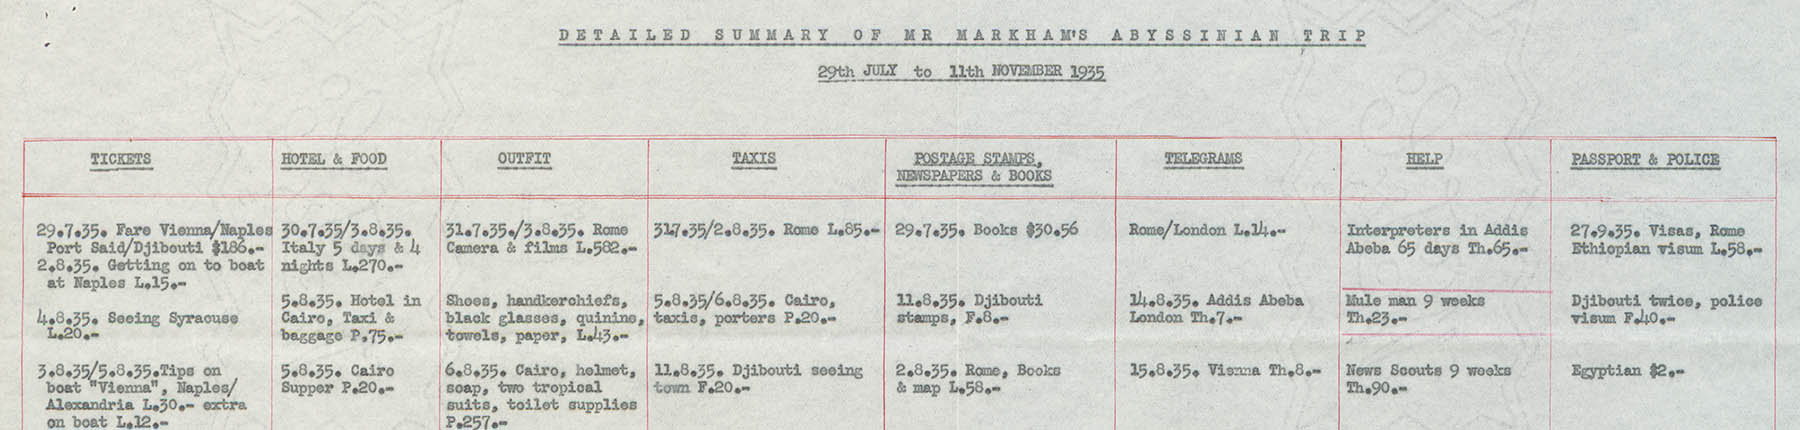 DETAILED SUMMARY OF MR MARKHAM'S ABYSSINIAN TRIP
29th JULY to 11th NOVEMBER 1935
TICKETS
29.7.35. Fare Vienna/Naples
Port Said/Djibouti $186.-
2.8.35. Getting on to boat
at Naples L.15.-
4.8.35. Seeing Syracuse
L.20.-
3.8.35/5.8.35.Tips on
boat "Vienna", Naples/
Alexandria L.30.- extra
on boat L.12.-
HOTEL & FOOD
30.7.35/3.8.35.
Italy 5 days & 4
nights L.270.-
5.8.35. Hotel in
Cairo, Taxi &
baggage P.75.-
5.8.35. Cairo
Supper P.20.-
OUTFIT
31.7.35./3.8.35. Rome
Camera & films L.582.-
Shoes, handkerchiefs,
black glasses, quinine,
towels, paper, L.43.-
6.8.35. Cairo, helmet,
soap, two tropical
suits, toilet supplies
P.257.-
TAXIS
317.35/2.8.35. Rome L.85.-
5.8.35/6.8.35. Cairo,
taxis, porters P.20.-
11.8.35. Djibouti seeing
town F.20.-
POSTAGE STAMPS,
NEWSPAPERS & BOOKS
29.7.35. Books $30.56
11.8.35. Djibouti
stamps, F.8.-
2.8.35. Rome, Books
& map L.58.-
TELEGRAMS
Rome/London L.14.-
14.8.35. Addis Abeba
London Th.7.-
15.8.35. Vienna Th.8.-
HELP
Interpreters in Addis
Abeba 65 days Th.65.-
Mule man 9 weeks
Th.23.-
News Scouts 9 weeks
Th.90.-
PASSPORT & POLICE
27.9.35. Visas, Rome
Ethiopian visum L.58.-
Djibouti twice, police
visum F.40.-
Egyptian $2.-